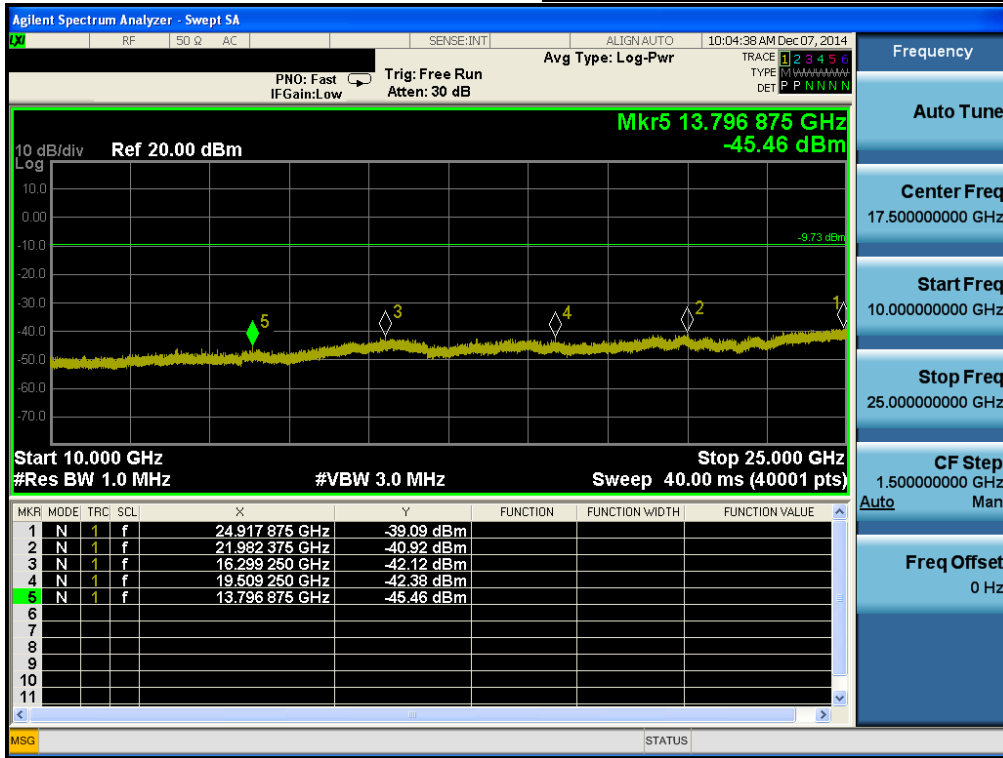 Agilent Spectrum Analyzer - Swept SA
LXI RF 50 Ω AC SENSE:INT ALIGN AUTO 10:04:38 AM Dec 07, 2014
Avg Type: Log-Pwr
TRACE 1 2 3 4 5 6
TYPE M
DET P P N N N N
PNO: Fast
IFGain:Low
Trig: Free Run
Atten: 30 dB
Mkr5 13.796 875 GHz
-45.46 dBm
10 dB/div Ref 20.00 dBm
Log
10.0
0.00
-10.0
-20.0
-30.0
-40.0
-50.0
-60.0
-70.0
-9.73 dBm
5
3
4
2
1
Start 10.000 GHz Stop 25.000 GHz
#Res BW 1.0 MHz #VBW 3.0 MHz Sweep 40.00 ms (40001 pts)
MKR MODE TRC SCL X Y FUNCTION FUNCTION WIDTH FUNCTION VALUE
1 N 1 f 24.917 875 GHz -39.09 dBm
2 N 1 f 21.982 375 GHz -40.92 dBm
3 N 1 f 16.299 250 GHz -42.12 dBm
4 N 1 f 19.509 250 GHz -42.38 dBm
5 N 1 f 13.796 875 GHz -45.46 dBm
6
7
8
9
10
11
MSG STATUS
Frequency
Auto Tune
Center Freq
17.500000000 GHz
Start Freq
10.000000000 GHz
Stop Freq
25.000000000 GHz
CF Step
1.500000000 GHz
Auto Man
Freq Offset
0 Hz